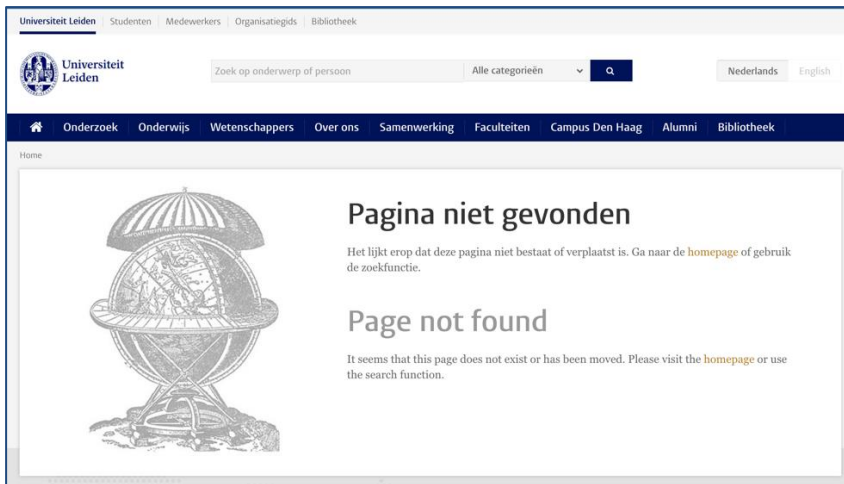 Universiteit Leiden Studenten Medewerkers Organisatiegids Bibliotheek
Universiteit
Leiden
Zoek op onderwerp of persoon Alle categorieën Nederlands English
Onderzoek Onderwijs Wetenschappers Over ons Samenwerking Faculteiten Campus Den Haag Alumni Bibliotheek
Home
Pagina niet gevonden
Het lijkt erop dat deze pagina niet bestaat of verplaatst is. Ga naar de homepage of gebruik
de zoekfunctie.
Page not found
It seems that this page does not exist or has been moved. Please visit the homepage or use
the search function.